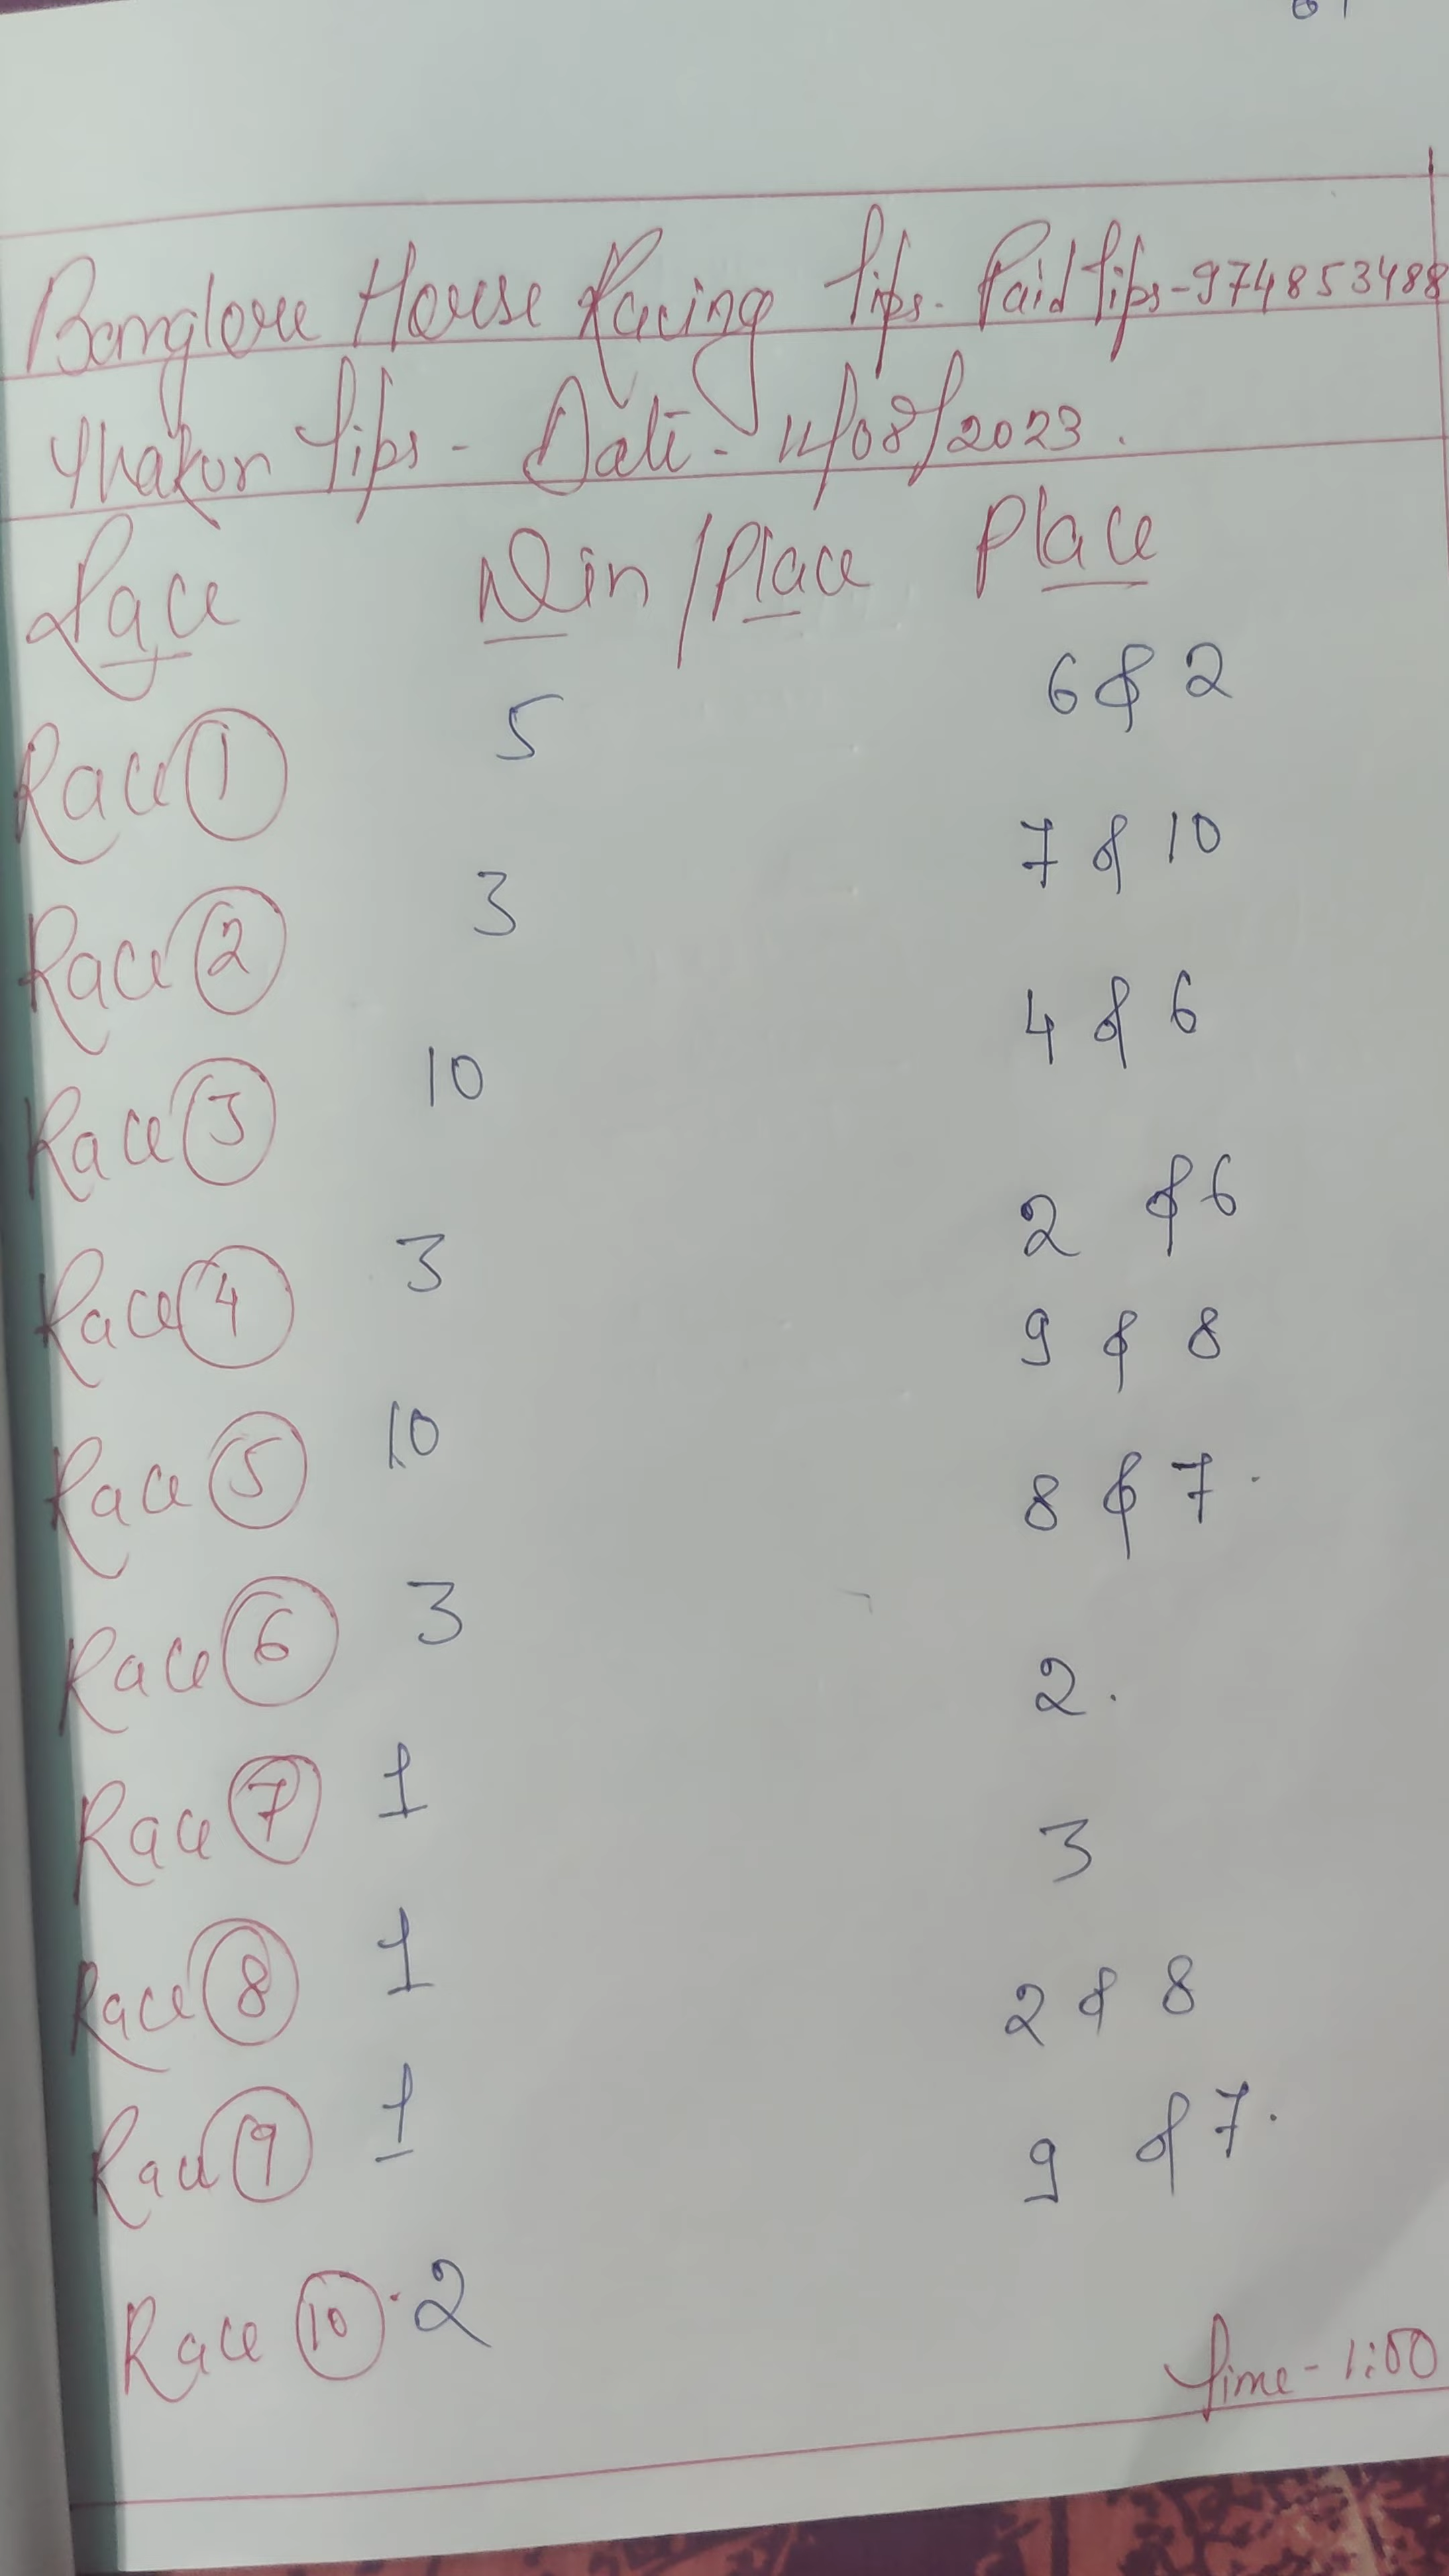 Banglore House Racing Tips. Paid Tips-974853488
Thakur Tips - Date - 11/08/2023.
Race Win/Place Place
Race 1 5 6 & 2
Race 2 3 7 & 10
Race 3 10 4 & 6
Race 4 3 2 & 6
Race 5 10 9 & 8
Race 6 3 8 & 7.
Race 7 1 2.
Race 8 1 3
Race 9 1 2 & 8
Race 10. 2 9 & 7.
Time - 1:00